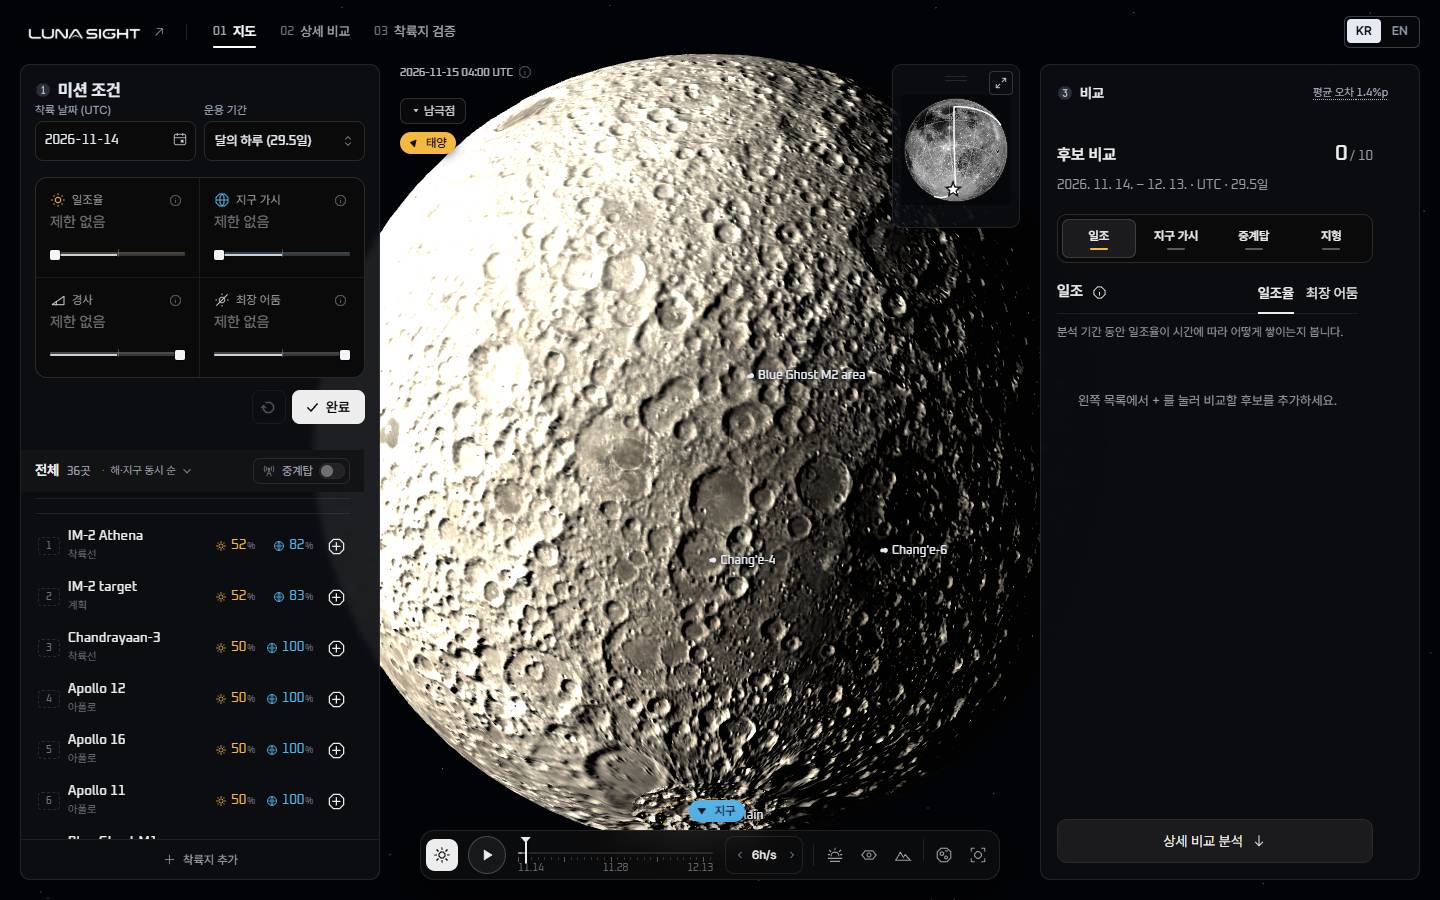 LUNA SIGHT
01 지도
02 상세 비교
03 착륙지 검증
KR
EN
1 미션 조건
착륙 날짜 (UTC)
운용 기간
2026-11-14
달의 하루 (29.5일)
일조율
제한 없음
지구 가시
제한 없음
경사
제한 없음
최장 어둠
제한 없음
완료
전체 36곳 · 해·지구 동시 순
중계탑
1 IM-2 Athena 52% 82%
착륙선
2 IM-2 target 52% 83%
계획
3 Chandrayaan-3 50% 100%
착륙선
4 Apollo 12 50% 100%
아폴로
5 Apollo 16 50% 100%
아폴로
6 Apollo 11 50% 100%
아폴로
+ 착륙지 추가
2026-11-15 04:00 UTC
남극점
태양
Blue Ghost M2 area
Chang'e-4
Chang'e-6
지구
11.14
11.28
12.13
6h/s
3 비교
평균 오차 1.4%p
후보 비교
0 / 10
2026. 11. 14. – 12. 13. · UTC · 29.5일
일조
지구 가시
중계탑
지형
일조
일조율
최장 어둠
분석 기간 동안 일조율이 시간에 따라 어떻게 쌓이는지 봅니다.
왼쪽 목록에서 + 를 눌러 비교할 후보를 추가하세요.
상세 비교 분석 ↓